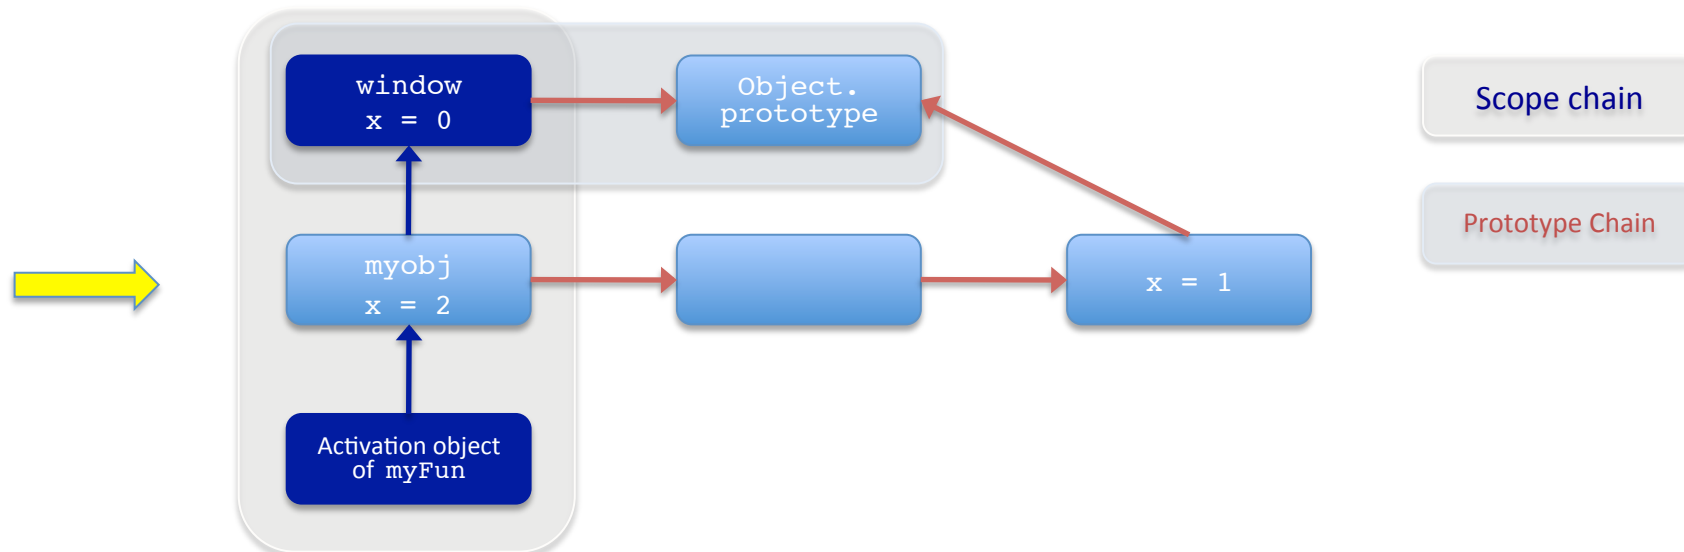 window
x = 0
Object.
prototype
Scope chain
Prototype Chain
myobj
x = 2
x = 1
Activation object
of myFun